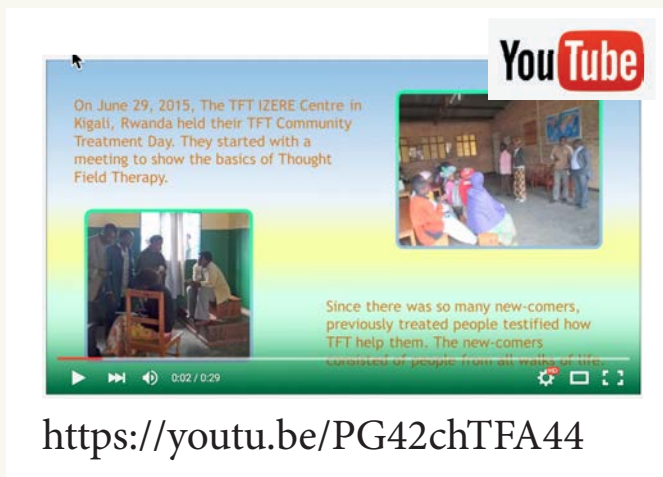 YouTube
On June 29, 2015, The TFT IZERE Centre in
Kigali, Rwanda held their TFT Community
Treatment Day. They started with a
meeting to show the basics of Thought
Field Therapy.
Since there was so many new-comers,
previously treated people testified how
TFT help them. The new-comers
consisted of people from all walks of life.
0:02 / 0:29
HD
https://youtu.be/PG42chTFA44